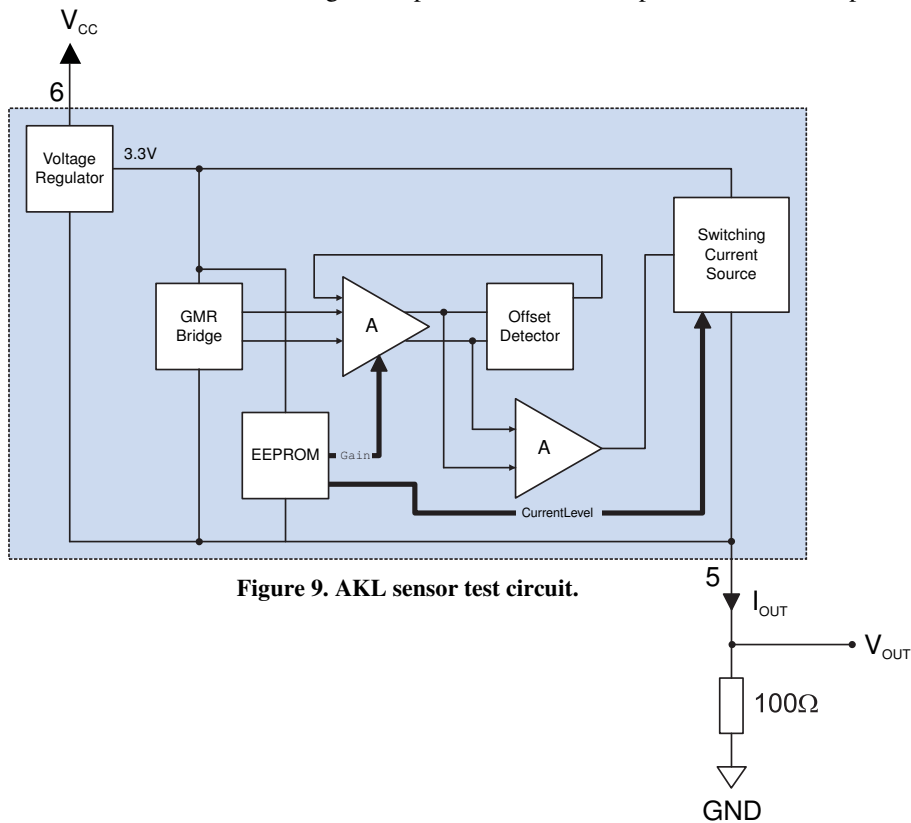 V_CC
6
Voltage
Regulator
3.3V
Switching
Current
Source
GMR
Bridge
A
Offset
Detector
EEPROM
Gain
A
CurrentLevel
5
Figure 9. AKL sensor test circuit.
I_OUT
V_OUT
100Ω
GND